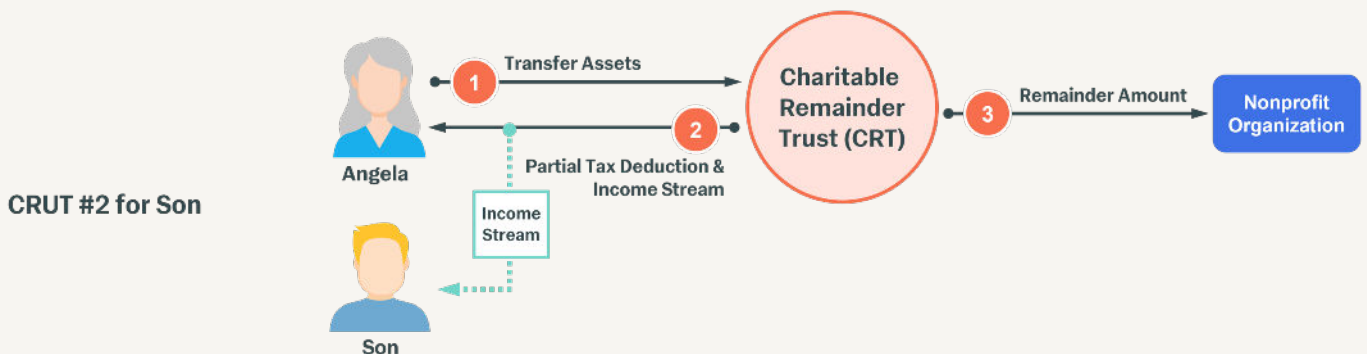 1
Transfer Assets
Charitable
Remainder
Trust (CRT)
3
Remainder Amount
Nonprofit
Organization
2
Partial Tax Deduction &
Income Stream
Angela
CRUT #2 for Son
Income
Stream
Son